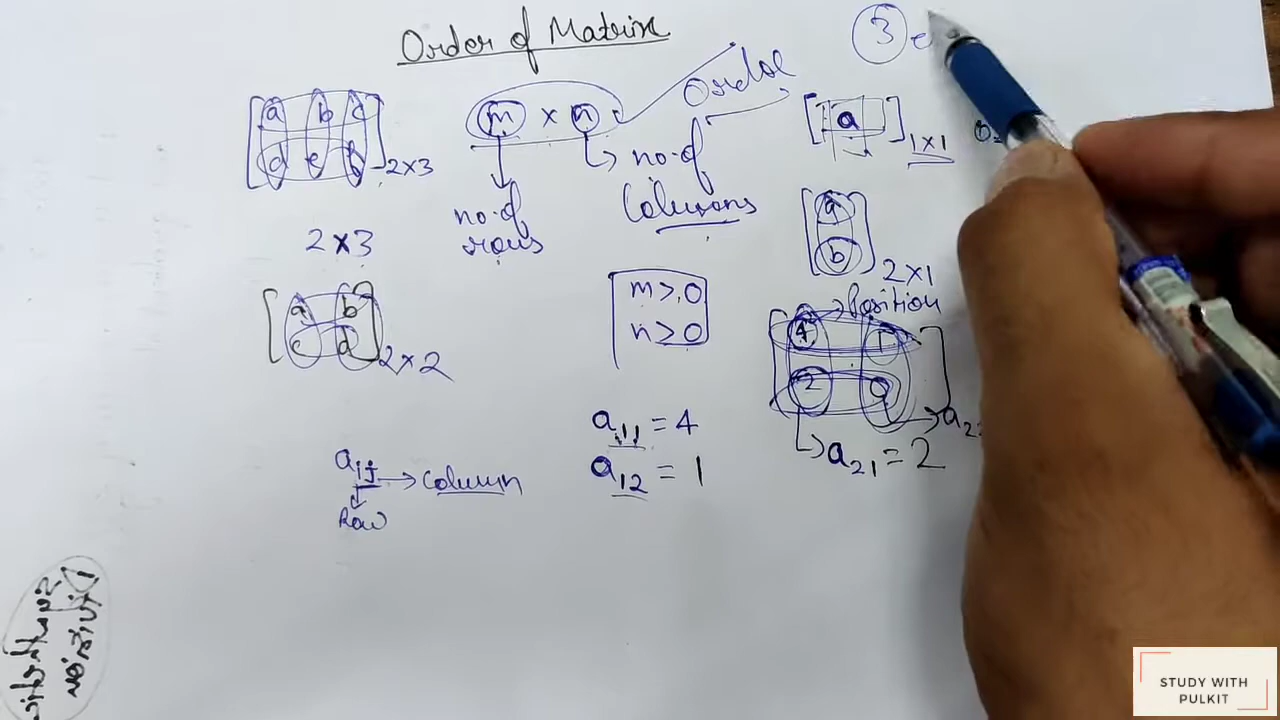 Order of Matrix
3 e
[a b c
d e f] 2×3
m × n
Order
no. of rows
no. of Columns
[a] 1×1
2×3
[a
b] 2×1
[a b
c d] 2×2
m>0
n>0
Position
[4 1
2
a11 = 4
a12 = 1
a21 = 2
aij → Column
Row
STUDY WITH
PULKIT